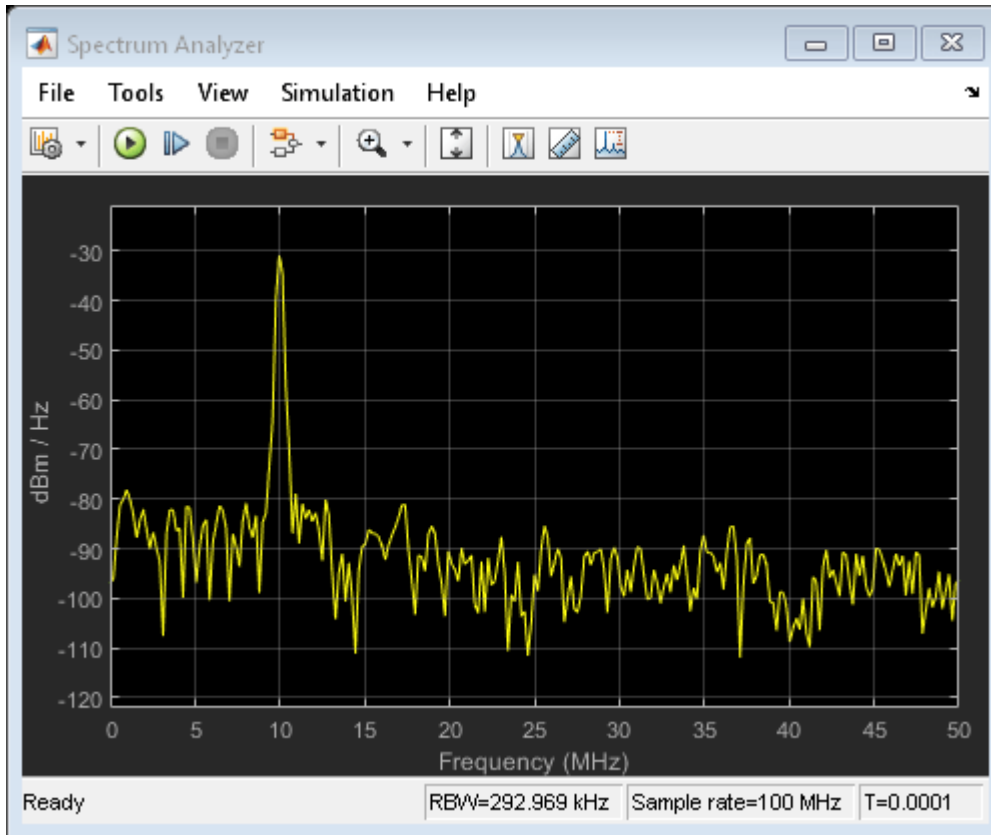 Spectrum Analyzer
File Tools View Simulation Help
-30
-40
-50
-60
-70
-80
-90
-100
-110
-120
dBm / Hz
0 5 10 15 20 25 30 35 40 45 50
Frequency (MHz)
Ready RBW=292.969 kHz Sample rate=100 MHz T=0.0001